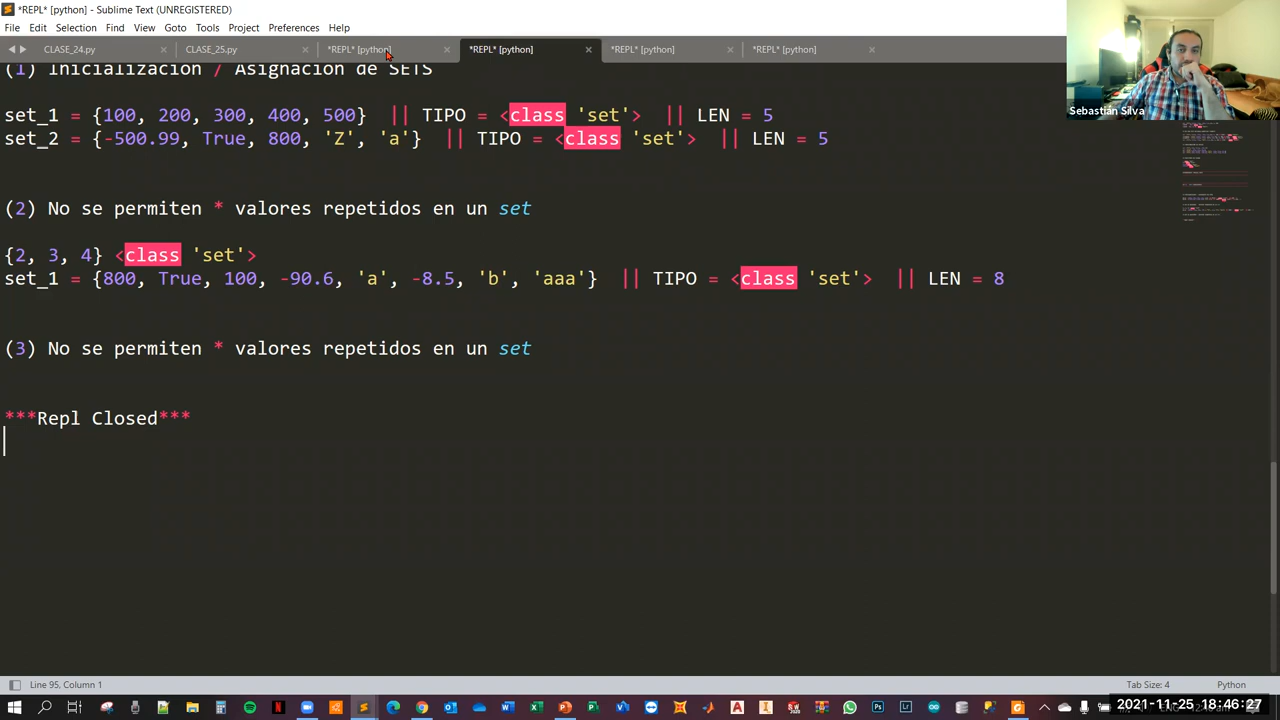 *REPL* [python] - Sublime Text (UNREGISTERED)
File Edit Selection Find View Goto Tools Project Preferences Help
CLASE_24.py CLASE_25.py *REPL* [python] *REPL* [python] *REPL* [python] *REPL* [python]
(1) Inicialización / Asignación de SETS
set_1 = {100, 200, 300, 400, 500} || TIPO = <class 'set'> || LEN = 5
set_2 = {-500.99, True, 800, 'Z', 'a'} || TIPO = <class 'set'> || LEN = 5
(2) No se permiten * valores repetidos en un set
{2, 3, 4} <class 'set'>
set_1 = {800, True, 100, -90.6, 'a', -8.5, 'b', 'aaa'} || TIPO = <class 'set'> || LEN = 8
(3) No se permiten * valores repetidos en un set
***Repl Closed***
Sebastián Silva
Line 95, Column 1
Tab Size: 4 Python
2021-11-25 18:46:27